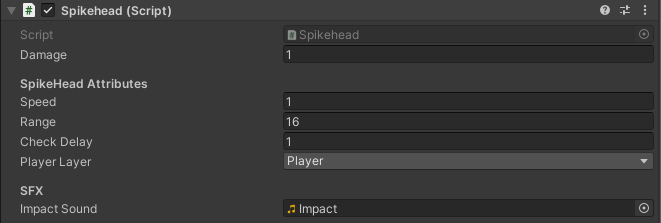 Spikehead (Script)
Script Spikehead
Damage 1
SpikeHead Attributes
Speed 1
Range 16
Check Delay 1
Player Layer Player
SFX
Impact Sound Impact